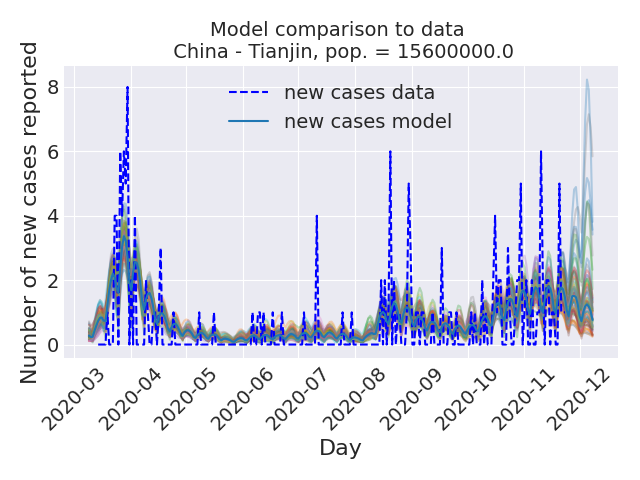 Model comparison to data
China - Tianjin, pop. = 15600000.0
new cases data
new cases model
Number of new cases reported
8
6
4
2
0
2020-03
2020-04
2020-05
2020-06
2020-07
2020-08
2020-09
2020-10
2020-11
2020-12
Day